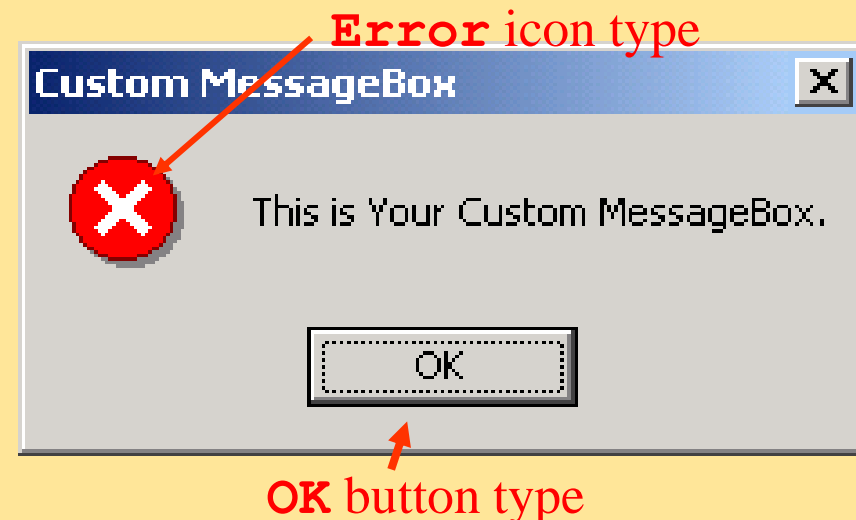 Error icon type
Custom MessageBox
This is Your Custom MessageBox.
OK
OK button type